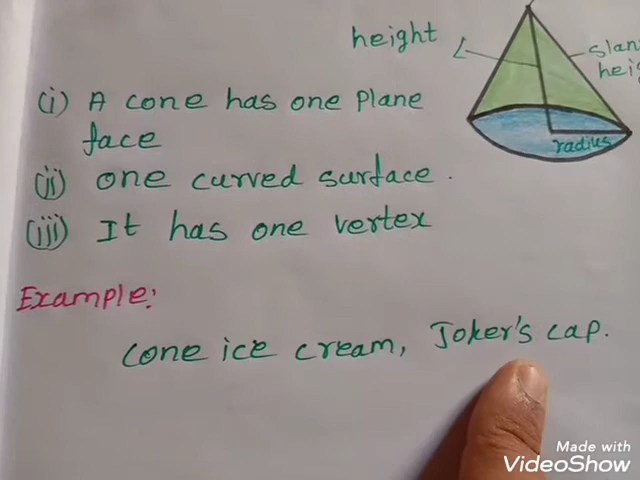 height
slan
hei
radius
(i) A cone has one plane
face
(ii) one curved surface.
(iii) It has one vertex
Example:
Cone ice cream, Joker's cap.
Made with
VideoShow